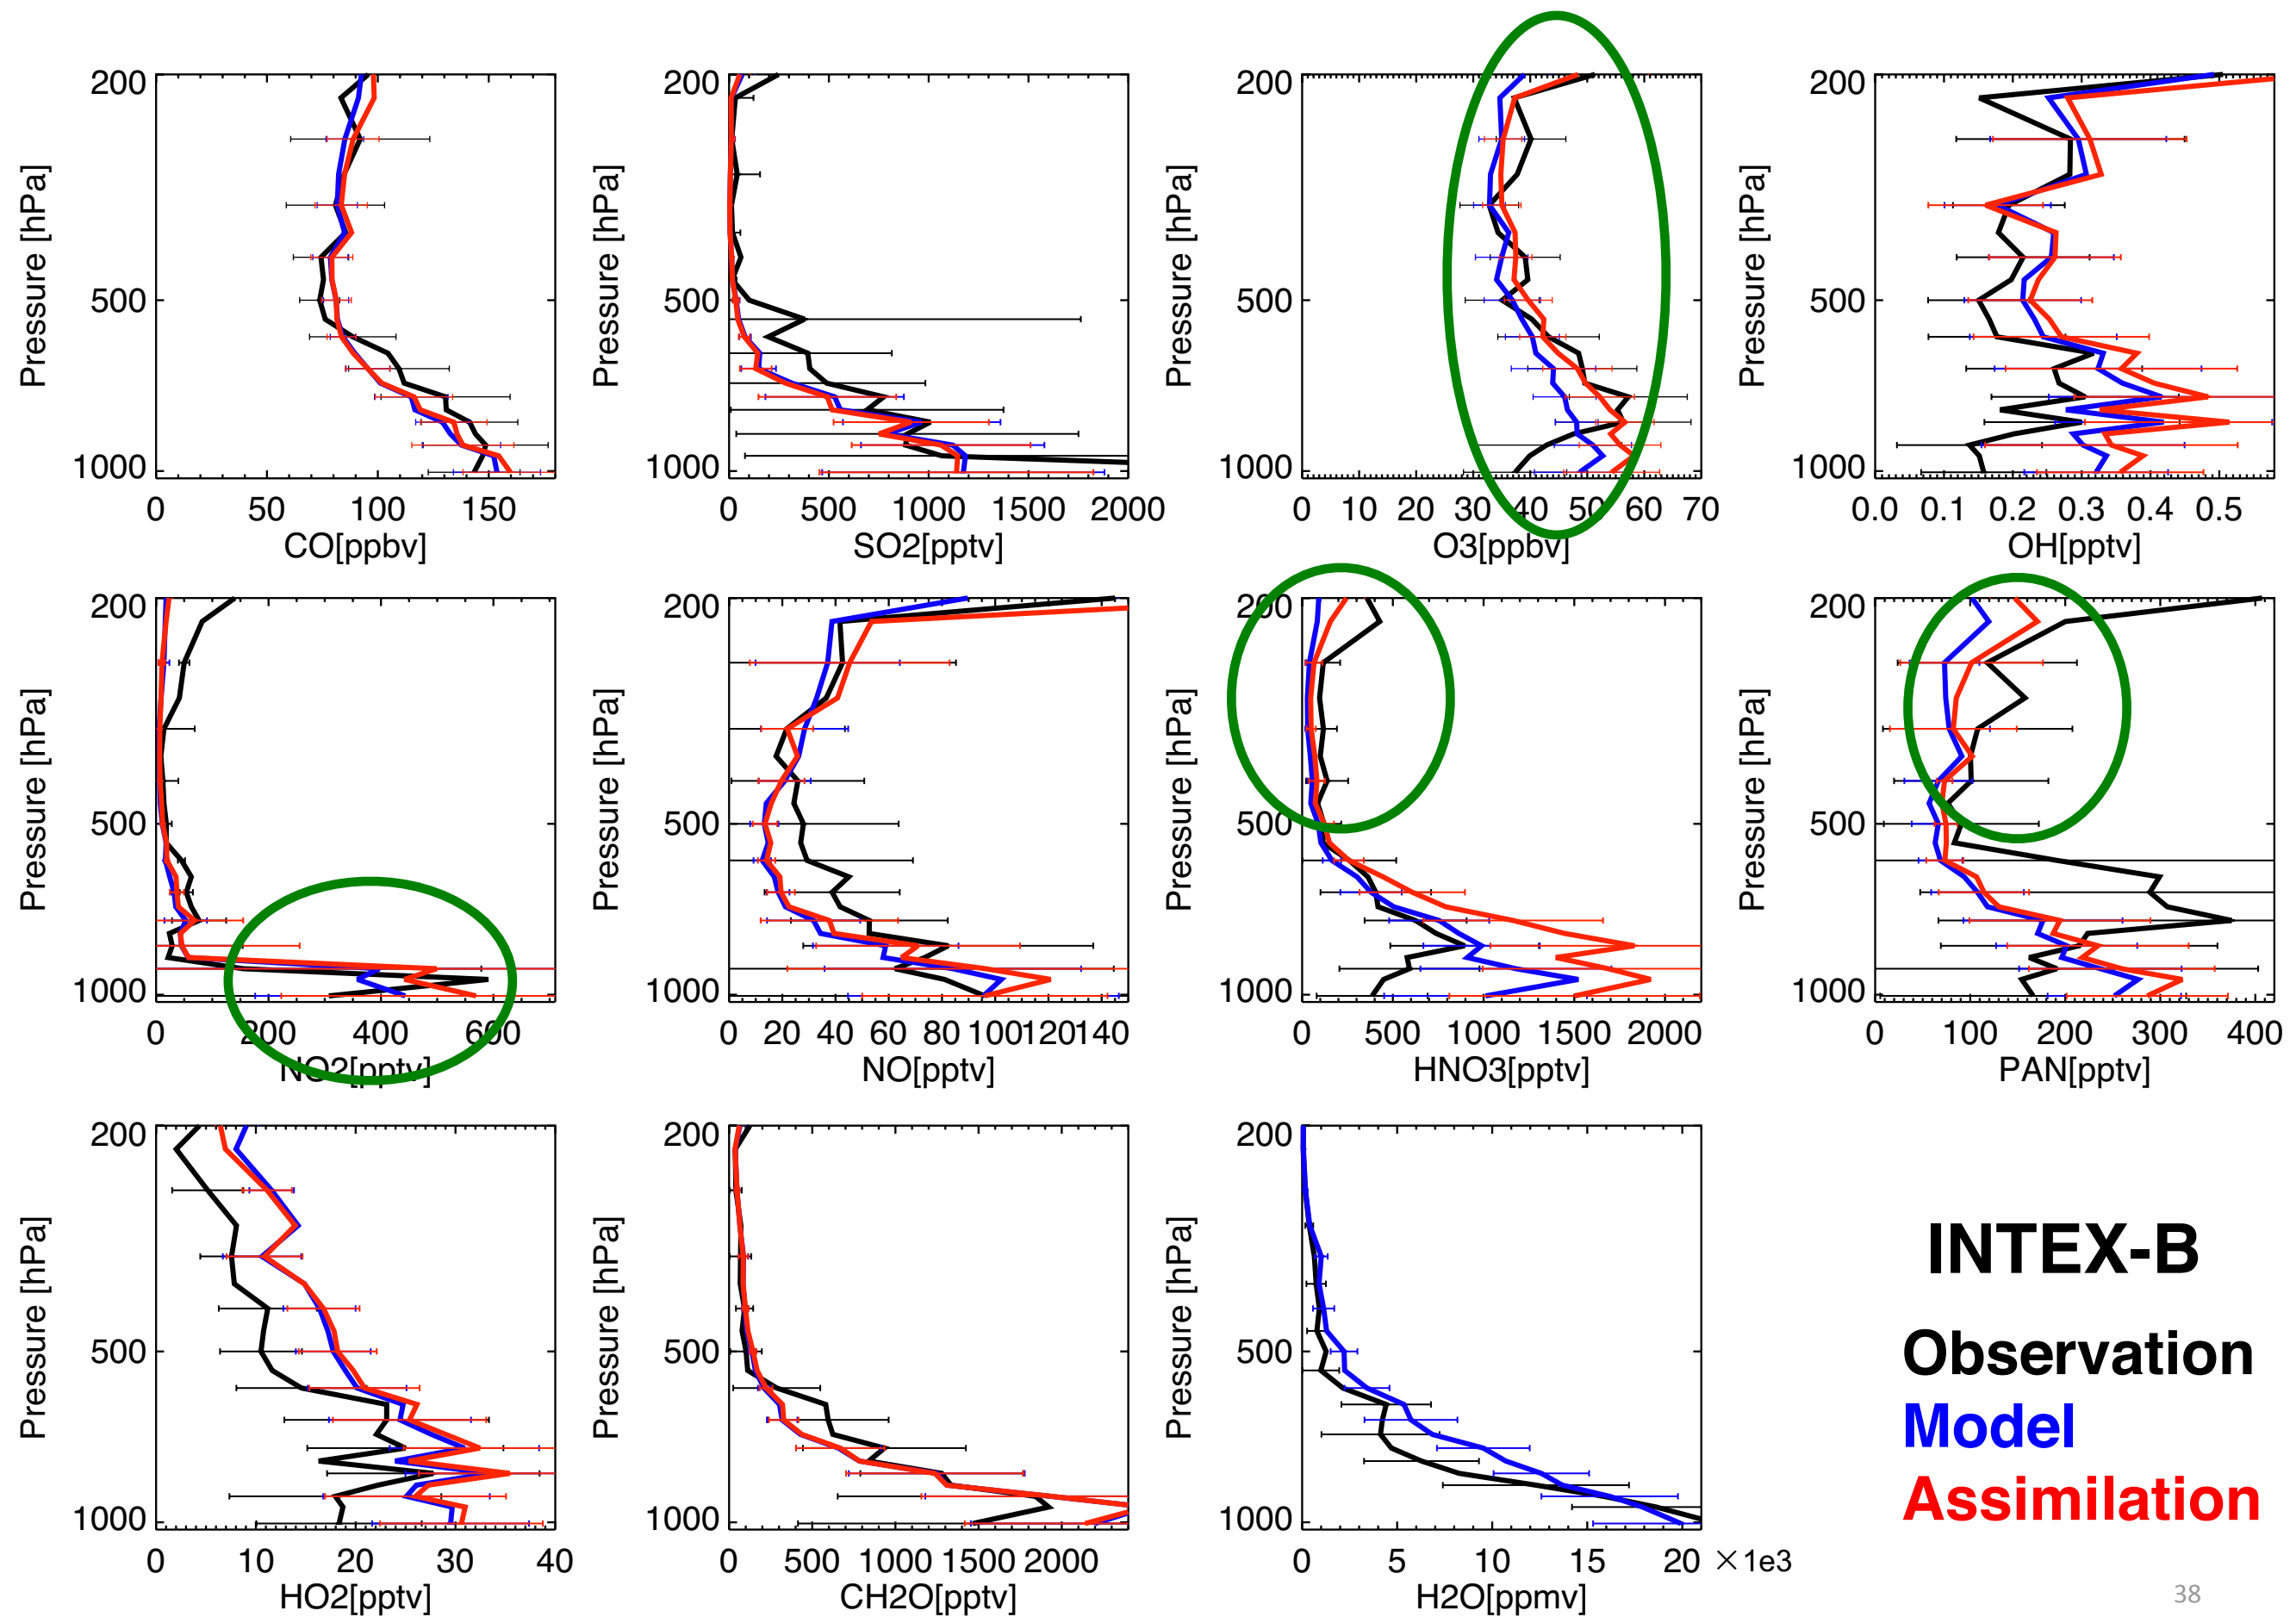 200
500
1000
Pressure [hPa]
0 50 100 150
CO[ppbv]
200
500
1000
Pressure [hPa]
0 500 1000 1500 2000
SO2[pptv]
200
500
1000
Pressure [hPa]
0 10 20 30 40 50 60 70
O3[ppbv]
200
500
1000
Pressure [hPa]
0.0 0.1 0.2 0.3 0.4 0.5
OH[pptv]
200
500
1000
Pressure [hPa]
0 200 400 600
NO2[pptv]
200
500
1000
Pressure [hPa]
0 20 40 60 80 100 120 140
NO[pptv]
200
500
1000
Pressure [hPa]
0 500 1000 1500 2000
HNO3[pptv]
200
500
1000
Pressure [hPa]
0 100 200 300 400
PAN[pptv]
200
500
1000
Pressure [hPa]
0 10 20 30 40
HO2[pptv]
200
500
1000
Pressure [hPa]
0 500 1000 1500 2000
CH2O[pptv]
200
500
1000
Pressure [hPa]
0 5 10 15 20 ×1e3
H2O[ppmv]
INTEX-B
Observation
Model
Assimilation
38